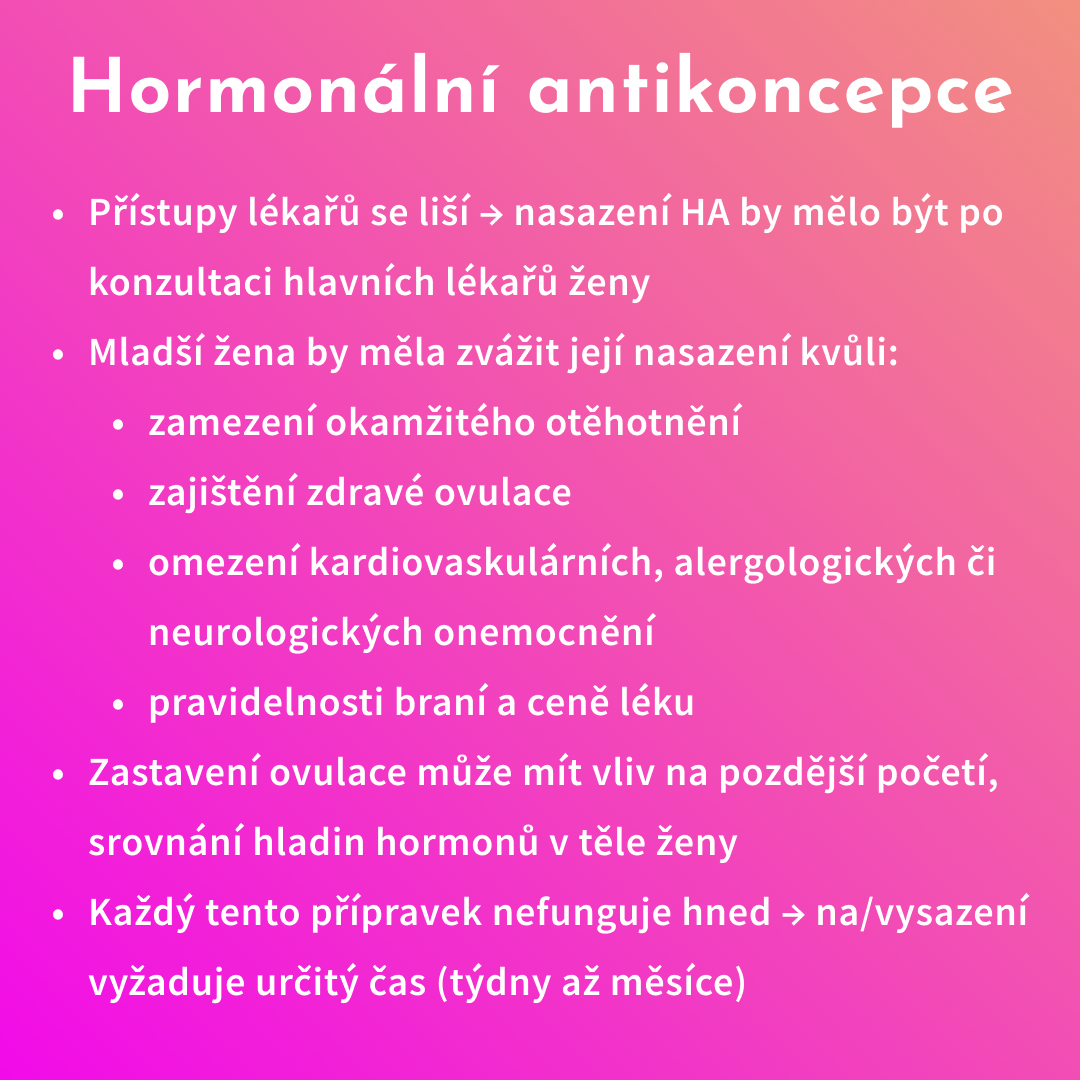 Hormonální antikoncepce
• Přístupy lékařů se liší → nasazení HA by mělo být po
konzultaci hlavních lékařů ženy
• Mladší žena by měla zvážit její nasazení kvůli:
• zamezení okamžitého otěhotnění
• zajištění zdravé ovulace
• omezení kardiovaskulárních, alergologických či
neurologických onemocnění
• pravidelnosti braní a ceně léku
• Zastavení ovulace může mít vliv na pozdější početí,
srovnání hladin hormonů v těle ženy
• Každý tento přípravek nefunguje hned → na/vysazení
vyžaduje určitý čas (týdny až měsíce)